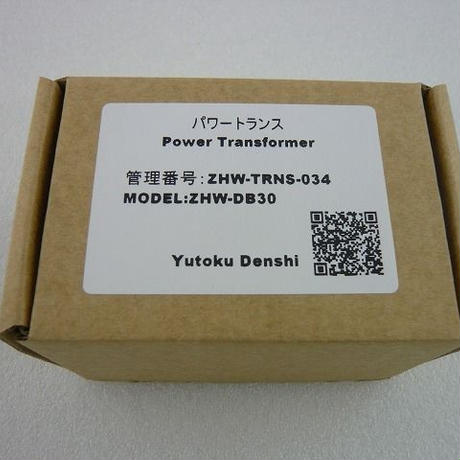 パワートランス
Power Transformer
管理番号:ZHW-TRNS-034
MODEL:ZHW-DB30
Yutoku Denshi